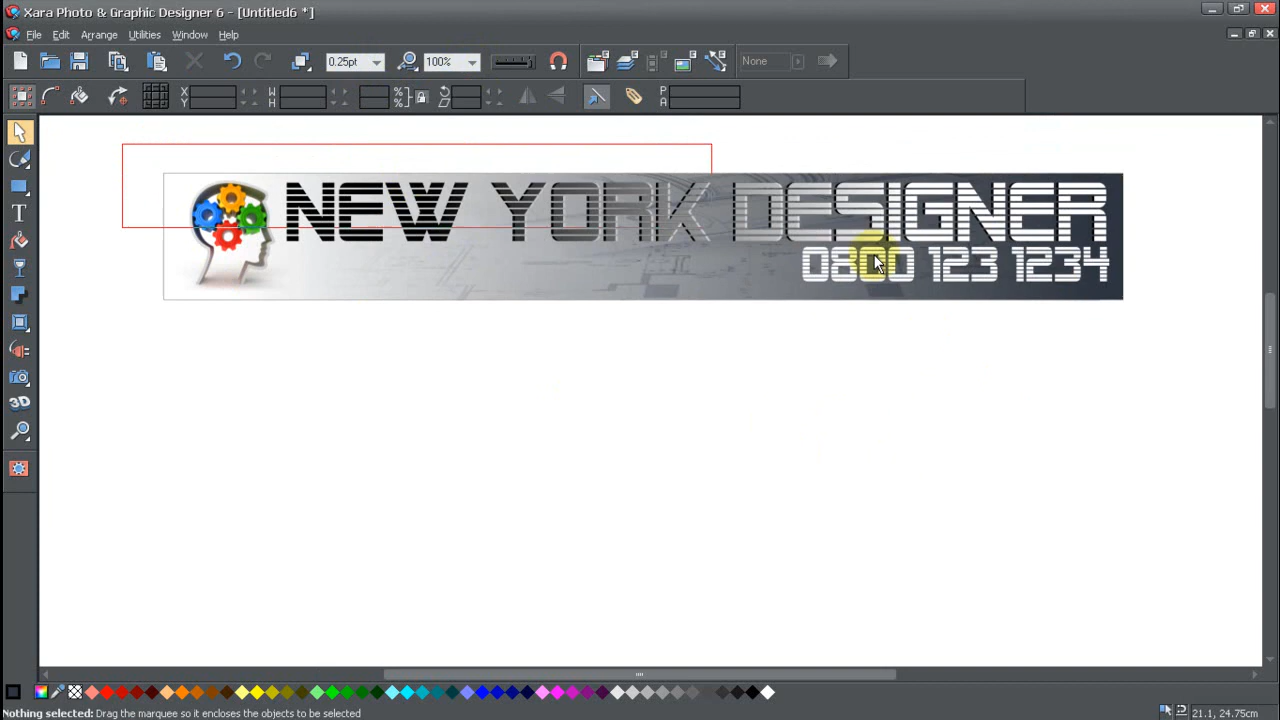 Xara Photo & Graphic Designer 6 - [Untitled6 *]
File Edit Arrange Utilities Window Help
0.25pt 100% None
X Y W H % % P A
NEW YORK DESIGNER
0800 123 1234
T
3D
Nothing selected: Drag the marquee so it encloses the objects to be selected 21.1, 24.75cm